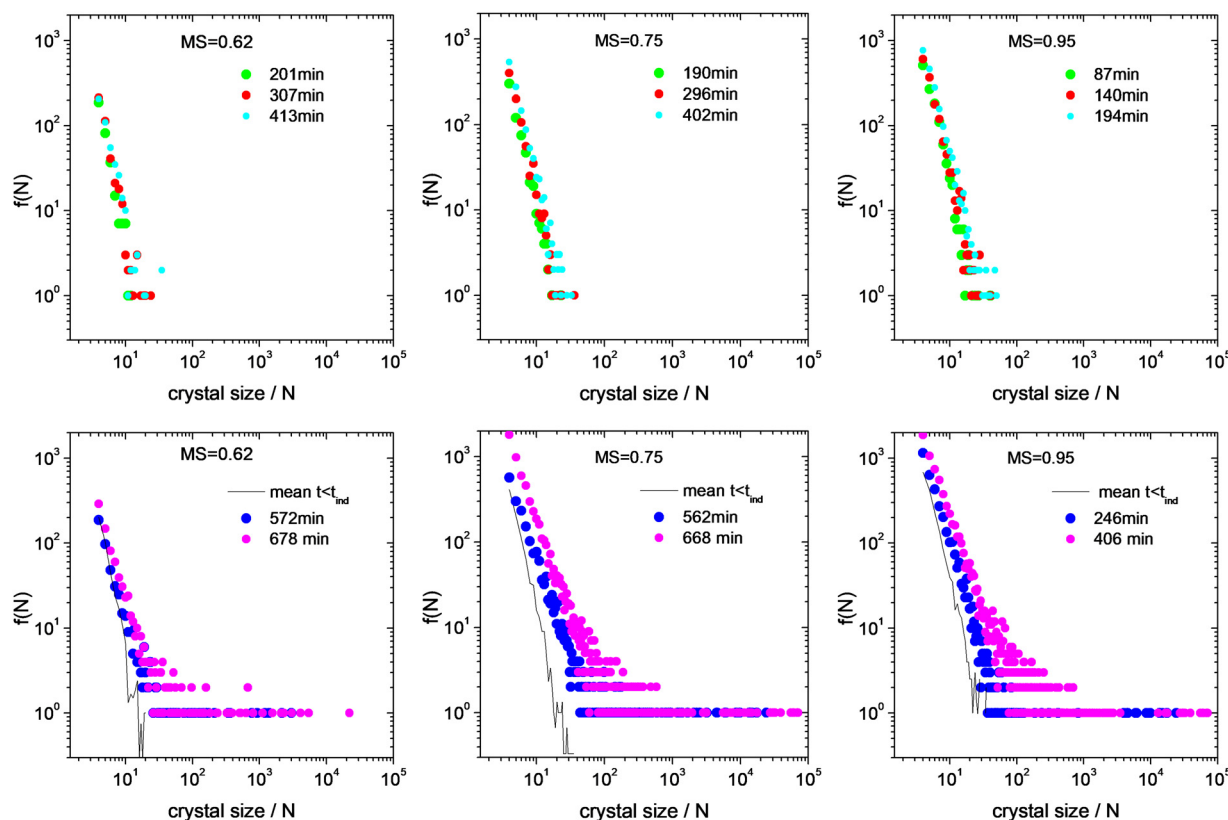 MS=0.62
201min
307min
413min
f(N)
10³
10²
10¹
10⁰
10¹ 10² 10³ 10⁴ 10⁵
crystal size / N
MS=0.75
190min
296min
402min
f(N)
10³
10²
10¹
10⁰
10¹ 10² 10³ 10⁴ 10⁵
crystal size / N
MS=0.95
87min
140min
194min
f(N)
10³
10²
10¹
10⁰
10¹ 10² 10³ 10⁴ 10⁵
crystal size / N
MS=0.62
mean t<t_ind
572min
678 min
f(N)
10³
10²
10¹
10⁰
10¹ 10² 10³ 10⁴ 10⁵
crystal size / N
MS=0.75
mean t<t_ind
562min
668 min
f(N)
10³
10²
10¹
10⁰
10¹ 10² 10³ 10⁴ 10⁵
crystal size / N
MS=0.95
mean t<t_ind
246min
406 min
f(N)
10³
10²
10¹
10⁰
10¹ 10² 10³ 10⁴ 10⁵
crystal size / N